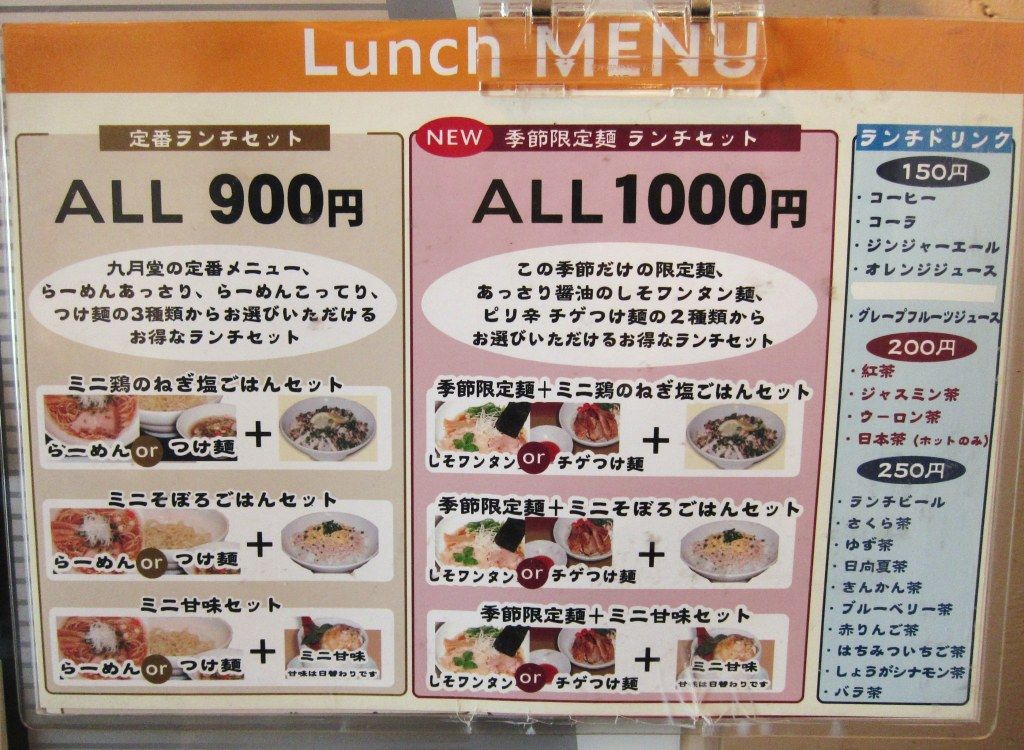 Lunch MENU
定番ランチセット
ALL 900円
九月堂の定番メニュー、
らーめんあっさり、らーめんこってり、
つけ麺の3種類からお選びいただける
お得なランチセット
ミニ鶏のねぎ塩ごはんセット
らーめん or つけ麺 +
ミニそぼろごはんセット
らーめん or つけ麺 +
ミニ甘味セット
らーめん or つけ麺 + ミニ甘味
甘味は日替わりです
NEW 季節限定麺 ランチセット
ALL 1000円
この季節だけの限定麺、
あっさり醤油のしそワンタン麺、
ピリ辛 チゲつけ麺の2種類から
お選びいただけるお得なランチセット
季節限定麺+ミニ鶏のねぎ塩ごはんセット
しそワンタン or チゲつけ麺 +
季節限定麺+ミニそぼろごはんセット
しそワンタン or チゲつけ麺 +
季節限定麺+ミニ甘味セット
しそワンタン or チゲつけ麺 + ミニ甘味
甘味は日替わりです
ランチドリンク
150円
・コーヒー
・コーラ
・ジンジャーエール
・オレンジジュース
・グレープフルーツジュース
200円
・紅茶
・ジャスミン茶
・ウーロン茶
・日本茶(ホットのみ)
250円
・ランチビール
・さくら茶
・ゆず茶
・日向夏茶
・きんかん茶
・ブルーベリー茶
・赤りんご茶
・はちみついちご茶
・しょうがシナモン茶
・バラ茶